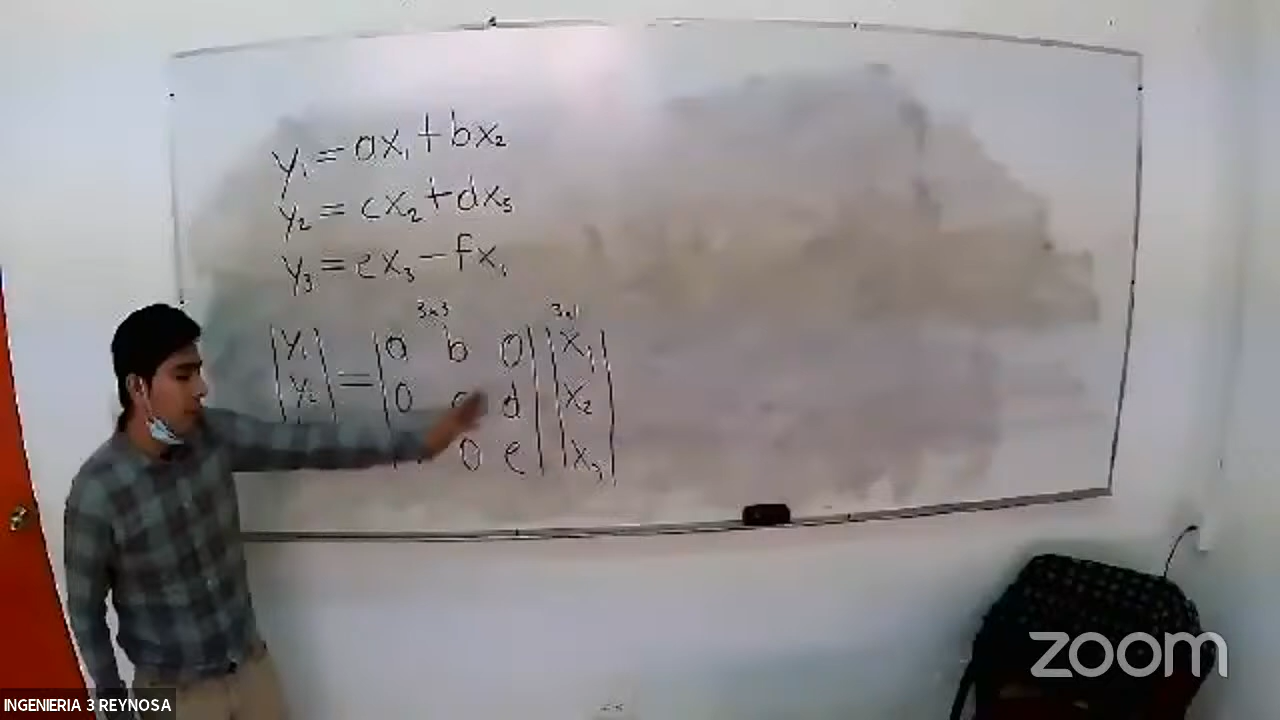 y₁ = ax₁ + bx₂
y₂ = cx₂ + dx₃
y₃ = ex₃ − fx₁
3x3 3x1
|y₁| = |a b 0| |x₁|
|y₂| |0 c d| |x₂|
0 e| |x₃|
zoom
INGENIERIA 3 REYNOSA